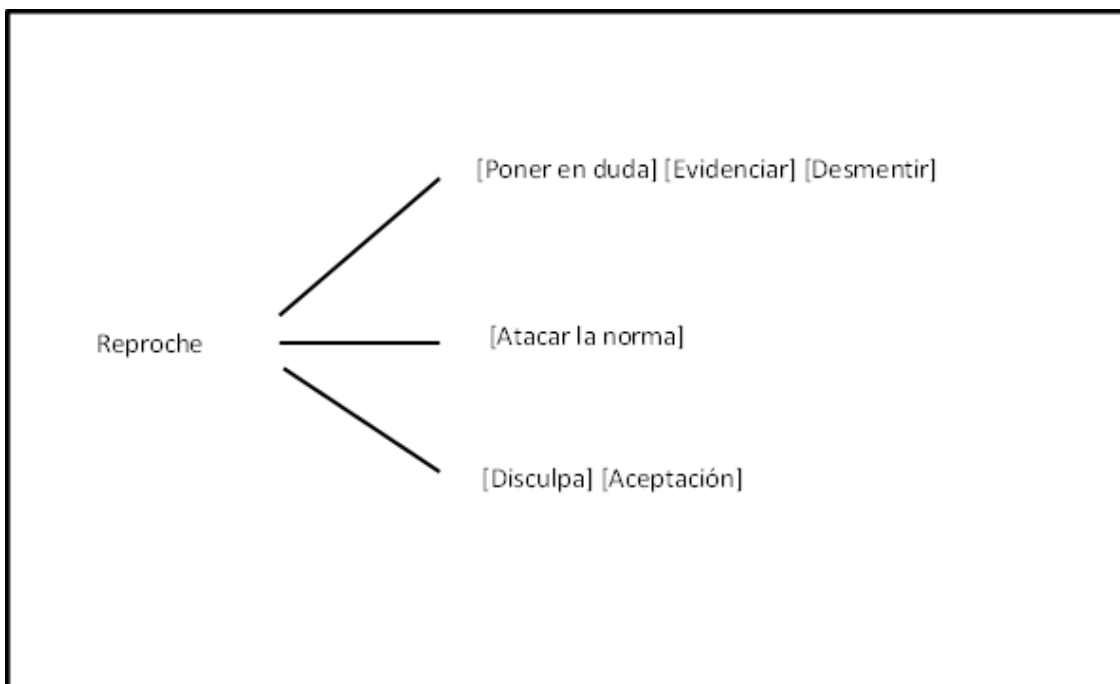 [Poner en duda] [Evidenciar] [Desmentir]
Reproche
[Atacar la norma]
[Disculpa] [Aceptación]